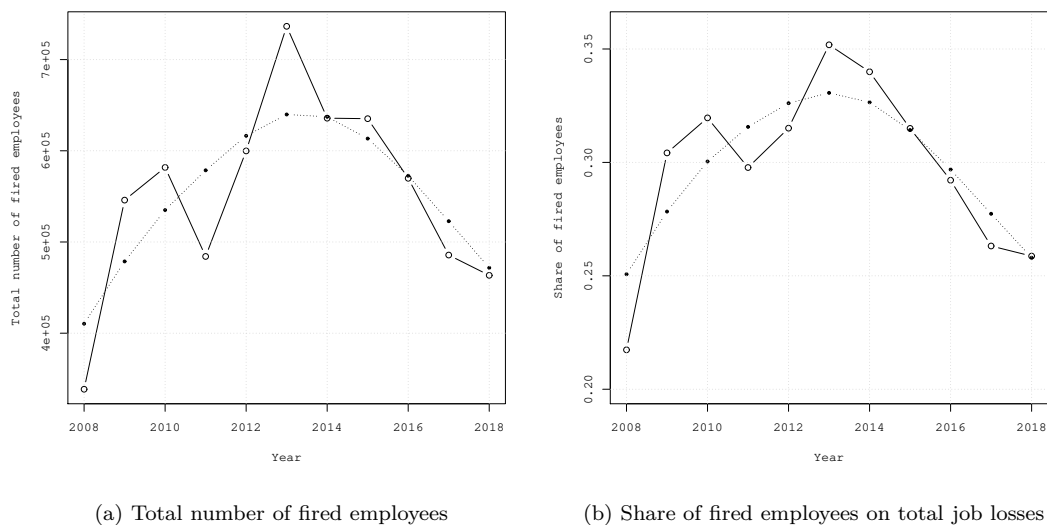 Total number of fired employees
7e+05
6e+05
5e+05
4e+05
2008 2010 2012 2014 2016 2018
Year
(a) Total number of fired employees
Share of fired employees
0.35
0.30
0.25
0.20
2008 2010 2012 2014 2016 2018
Year
(b) Share of fired employees on total job losses